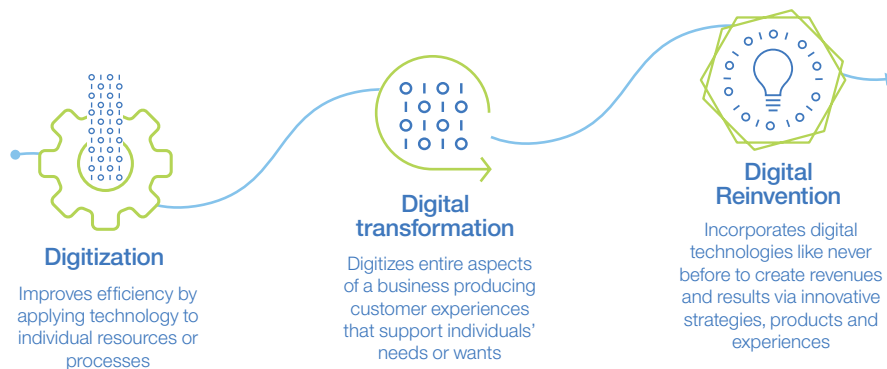 Digitization
Improves efficiency by
applying technology to
individual resources or
processes
Digital
transformation
Digitizes entire aspects
of a business producing
customer experiences
that support individuals’
needs or wants
Digital
Reinvention
Incorporates digital
technologies like never
before to create revenues
and results via innovative
strategies, products and
experiences